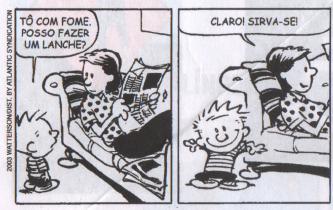 TÔ COM FOME.
POSSO FAZER
UM LANCHE?
CLARO! SIRVA-SE!
2003 WATTERSON/DIST. BY ATLANTIC SYNDICATION